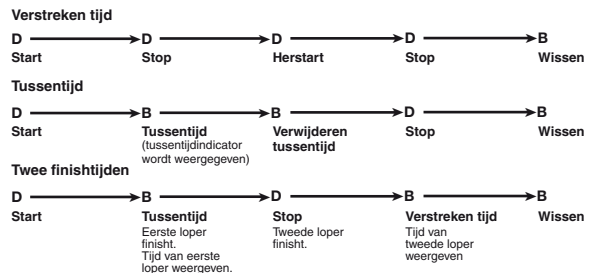 Verstreken tijd
D D D D B
Start Stop Herstart Stop Wissen
Tussentijd
D B B D B
Start Tussentijd Verwijderen Stop Wissen
(tussentijdindicator tussentijd
wordt weergegeven)
Twee finishtijden
D B D B B
Start Tussentijd Stop Verstreken tijd Wissen
Eerste loper Tweede loper Tijd van
finisht. finisht. tweede loper
Tijd van eerste weergeven
loper weergeven.